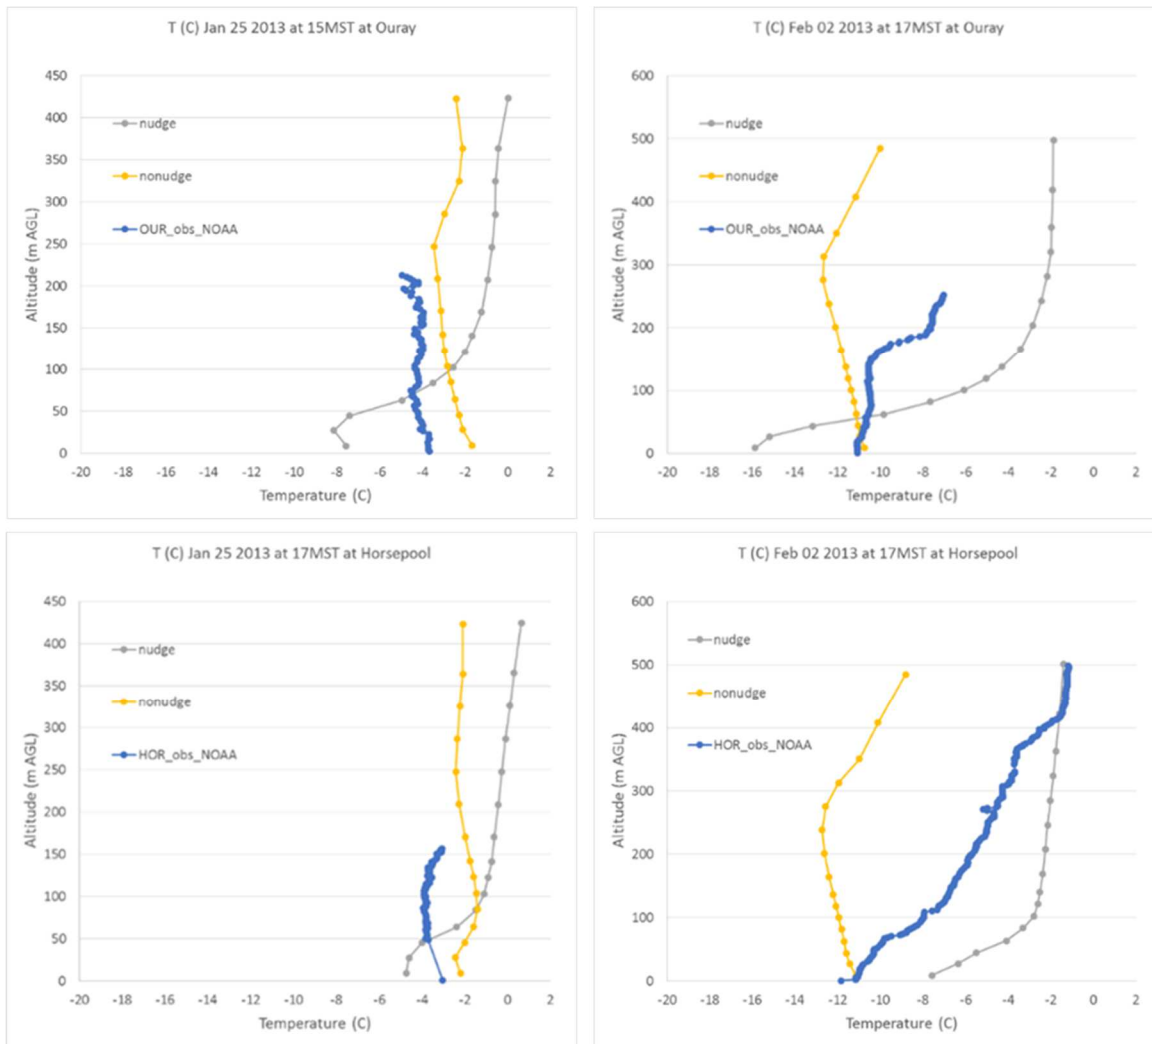 T (C) Jan 25 2013 at 15MST at Ouray
450
400
350
300
250
200
150
100
50
0
Altitude (m AGL)
nudge
nonudge
OUR_obs_NOAA
-20 -18 -16 -14 -12 -10 -8 -6 -4 -2 0 2
Temperature (C)
T (C) Feb 02 2013 at 17MST at Ouray
600
500
400
300
200
100
0
Altitude (m AGL)
nudge
nonudge
OUR_obs_NOAA
-20 -18 -16 -14 -12 -10 -8 -6 -4 -2 0 2
Temperature (C)
T (C) Jan 25 2013 at 17MST at Horsepool
450
400
350
300
250
200
150
100
50
0
Altitude (m AGL)
nudge
nonudge
HOR_obs_NOAA
-20 -18 -16 -14 -12 -10 -8 -6 -4 -2 0 2
Temperature (C)
T (C) Feb 02 2013 at 17MST at Horsepool
600
500
400
300
200
100
0
Altitude (m AGL)
nudge
nonudge
HOR_obs_NOAA
-20 -18 -16 -14 -12 -10 -8 -6 -4 -2 0 2
Temperature (C)